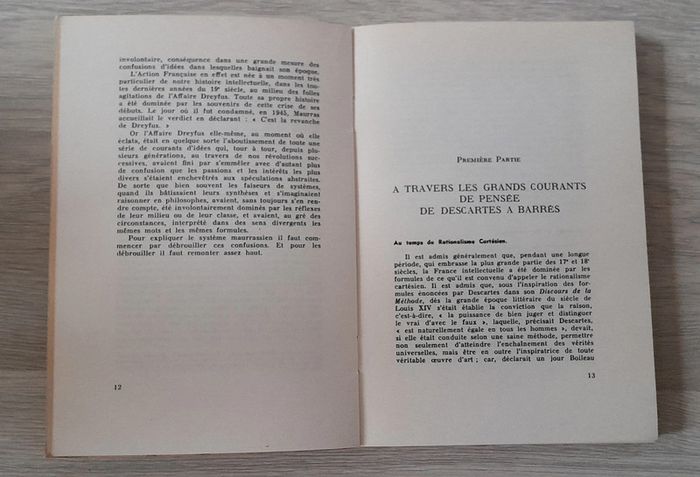 involontaire, conséquence dans une grande mesure des
confusions d'idées dans lesquelles baignait son époque.
L'Action Française en effet est née à un moment très
particulier de notre histoire intellectuelle, dans les tou-
tes dernières années du 19e siècle, au milieu des folles
agitations de l'Affaire Dreyfus. Toute sa propre histoire
a été dominée par les souvenirs de cette crise de ses
débuts. Le jour où il fut condamné, en 1945, Maurras
accueillait le verdict en déclarant : « C'est la revanche
de Dreyfus. »
Or l'Affaire Dreyfus elle-même, au moment où elle
éclata, était en quelque sorte l'aboutissement de toute
une série de courants d'idées qui, tour à tour, depuis plu-
sieurs générations, au travers de nos révolutions suc-
cessives, avaient fini par s'emmêler avec d'autant plus
de confusion que les passions et les intérêts les plus
divers s'étaient enchevêtrés aux spéculations abstraites.
De sorte que bien souvent les faiseurs de systèmes,
quand ils bâtissaient leurs synthèses et s'imaginaient
raisonner en philosophes, avaient, sans toujours s'en ren-
dre compte, été involontairement dominés par les réflexes
de leur milieu ou de leur classe, et avaient, au gré des
circonstances, interprété dans des sens divergents les
mêmes mots et les mêmes formules.
Pour expliquer le système maurrassien il faut com-
mencer par débrouiller ces confusions. Et pour les
débrouiller il faut remonter assez haut.
12
PREMIÈRE PARTIE
A TRAVERS LES GRANDS COURANTS
DE PENSÉE
DE DESCARTES A BARRÈS
Au temps du Rationalisme Cartésien.
Il est admis généralement que, pendant une longue
période, qui embrasse la plus grande partie des 17e et 18e
siècles, la France intellectuelle a été dominée par les
formules de ce qu'il est convenu d'appeler le rationalisme
cartésien. Il est admis que, sous l'inspiration des for-
mules énoncées par Descartes dans son Discours de la
Méthode, dès la grande époque littéraire du siècle de
Louis XIV s'était établie la conviction que la raison,
c'est-à-dire, « la puissance de bien juger et distinguer
le vrai d'avec le faux », laquelle, précisait Descartes,
« est naturellement égale en tous les hommes », devait,
si elle était conduite selon une saine méthode, permettre
non seulement d'atteindre l'enchaînement des vérités
universelles, mais être en outre l'inspiratrice de toute
véritable œuvre d'art ; car, déclarait un jour Boileau
13